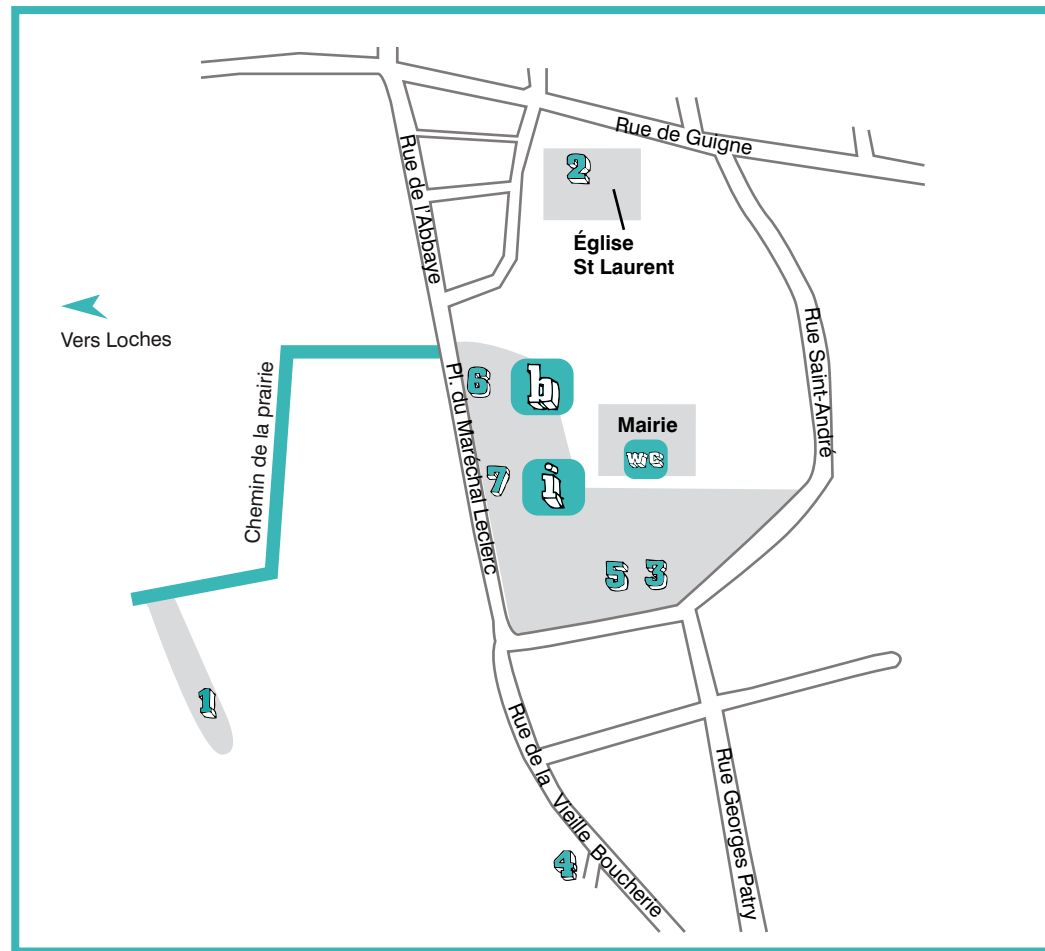 Rue de Guigne
2
Rue de l'Abbaye
Église
St Laurent
Vers Loches
Rue Saint-André
6
b
Pl. du Maréchal Leclerc
Chemin de la prairie
Mairie
wc
7
i
5
3
1
Rue de la Vieille Boucherie
Rue Georges Patry
4